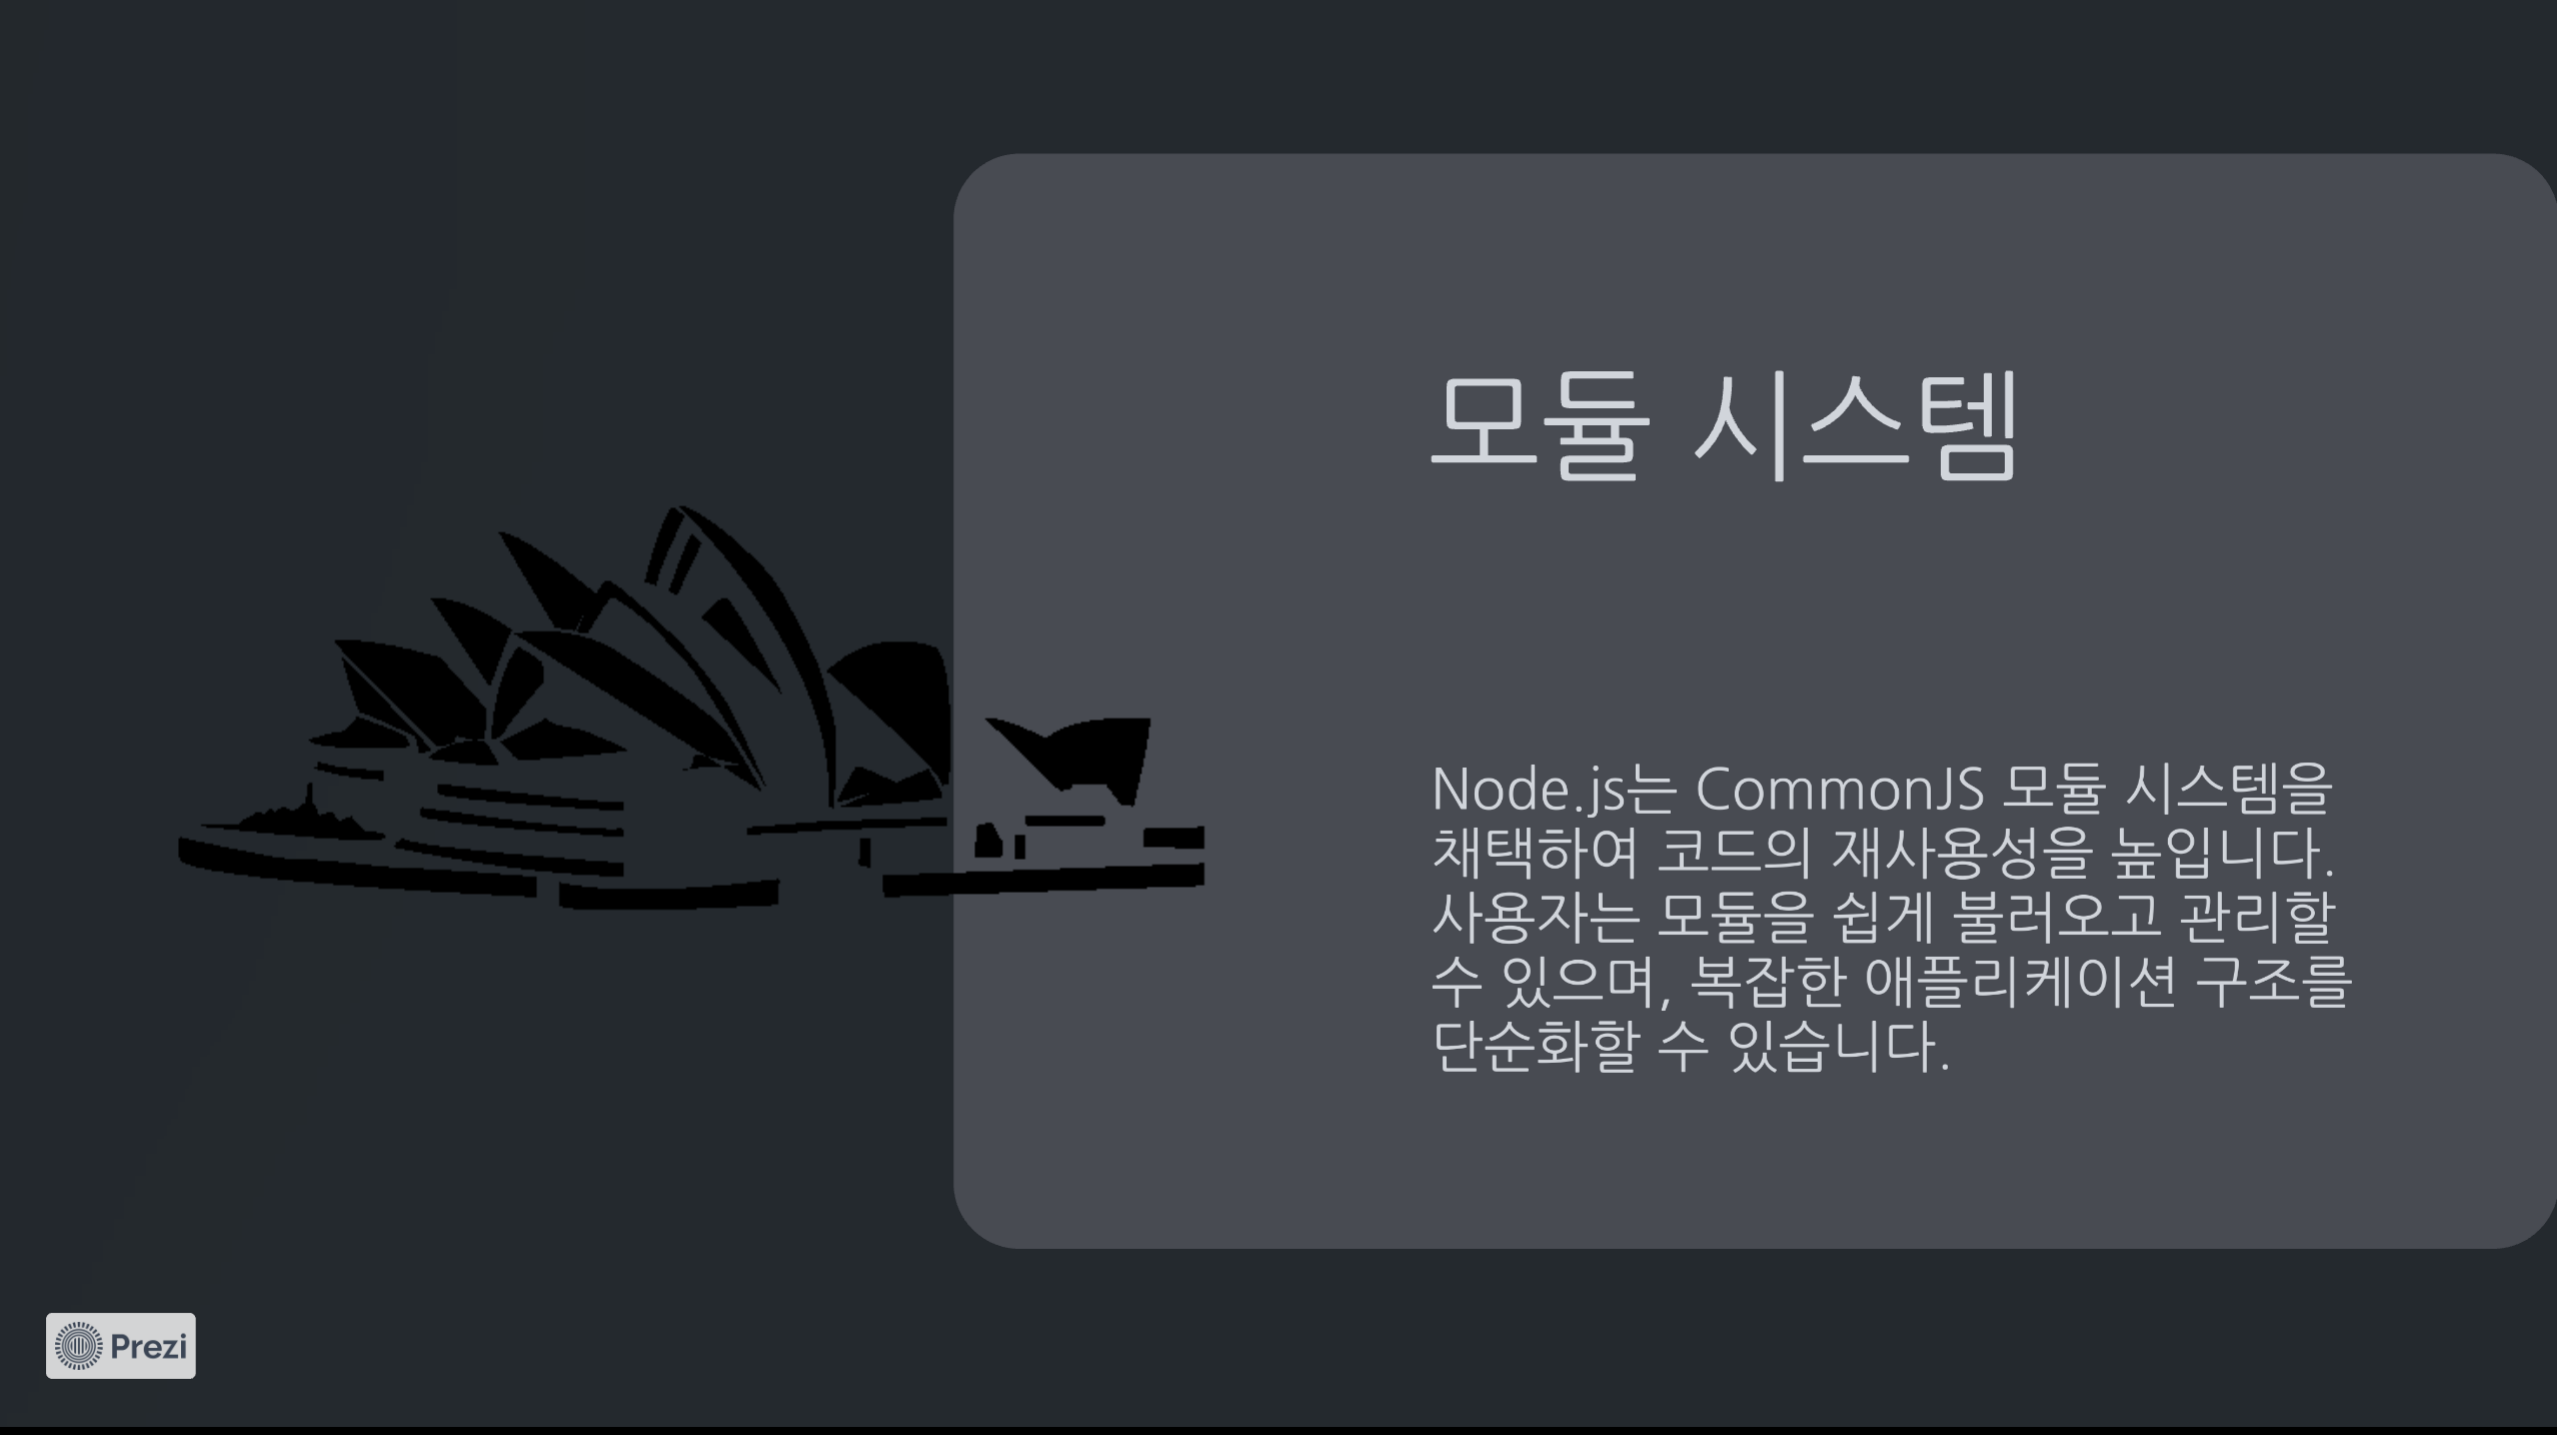 모듈 시스템
Node.js는 CommonJS 모듈 시스템을
채택하여 코드의 재사용성을 높입니다.
사용자는 모듈을 쉽게 불러오고 관리할
수 있으며, 복잡한 애플리케이션 구조를
단순화할 수 있습니다.
Prezi